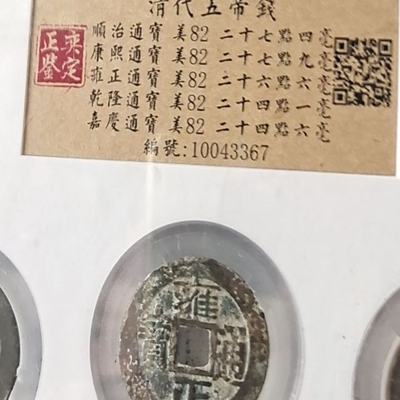 清代五帝錢
奕定
正鑒
順治通寶 美82 二十七點四毫
康熙通寶 美82 二十七點九毫
雍正通寶 美82 二十六點六毫
乾隆通寶 美82 二十四點一毫
嘉慶通寶 美82 二十四點六毫
編號:10043367
雍正通寶